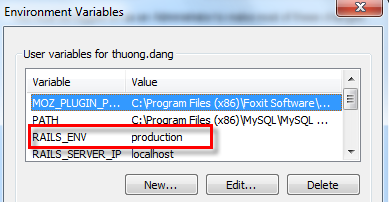 Environment Variables
User variables for thuong.dang
Variable Value
MOZ_PLUGIN_P... C:\Program Files (x86)\Foxit Software\...
PATH C:\Program Files (x86)\MySQL\MySQL ...
RAILS_ENV production
RAILS_SERVER_IP localhost
New... Edit... Delete